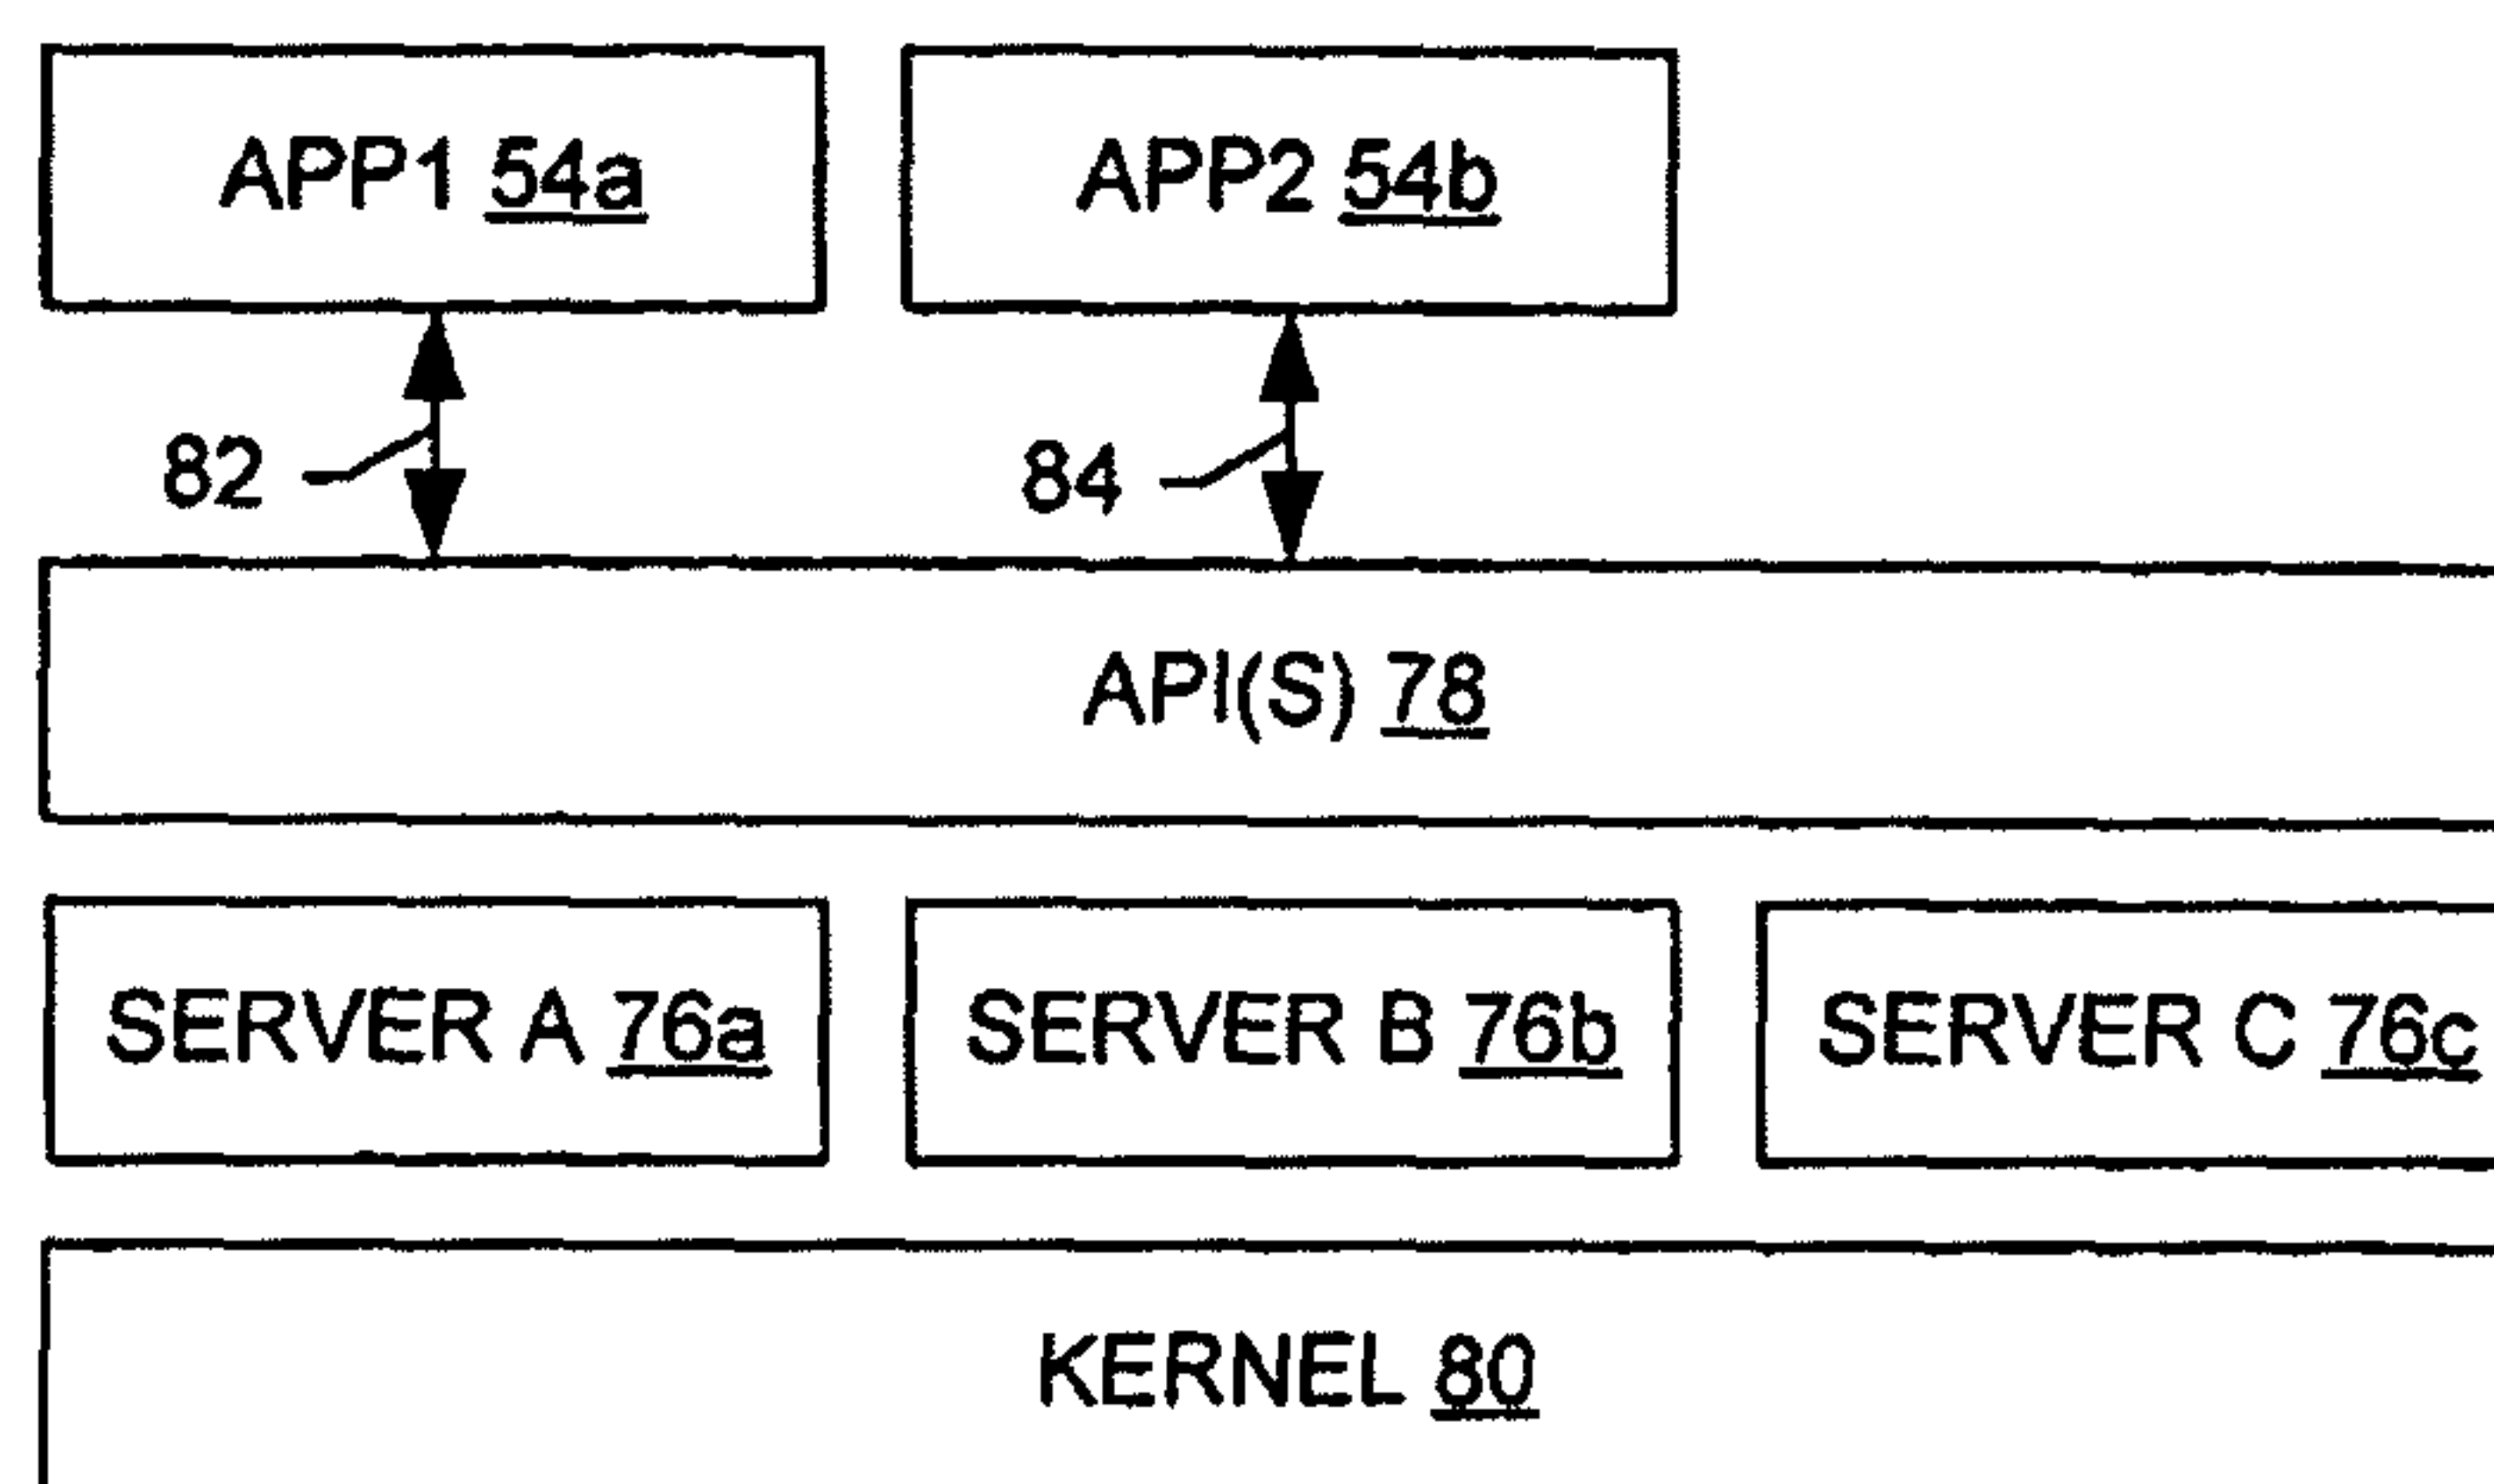 APP1 54a
APP2 54b
82
84
API(S) 78
SERVER A 76a
SERVER B 76b
SERVER C 76c
KERNEL 80